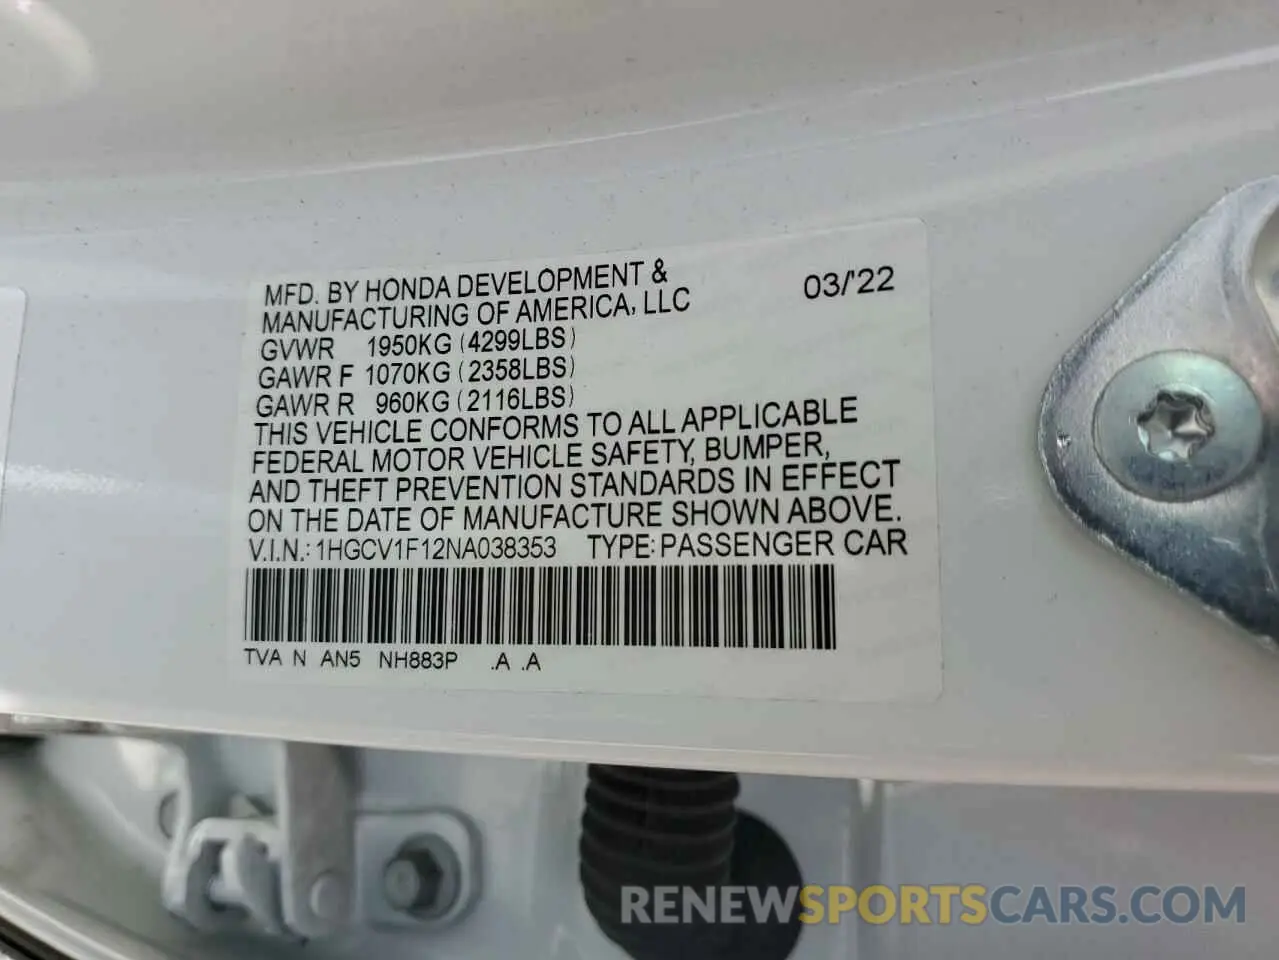 MFD. BY HONDA DEVELOPMENT & 03/'22
MANUFACTURING OF AMERICA, LLC
GVWR 1950KG (4299LBS)
GAWR F 1070KG (2358LBS)
GAWR R 960KG (2116LBS)
THIS VEHICLE CONFORMS TO ALL APPLICABLE
FEDERAL MOTOR VEHICLE SAFETY, BUMPER,
AND THEFT PREVENTION STANDARDS IN EFFECT
ON THE DATE OF MANUFACTURE SHOWN ABOVE.
V.I.N.: 1HGCV1F12NA038353 TYPE: PASSENGER CAR
TVA N AN5 NH883P .A .A
RENEWSPORTSCARS.COM